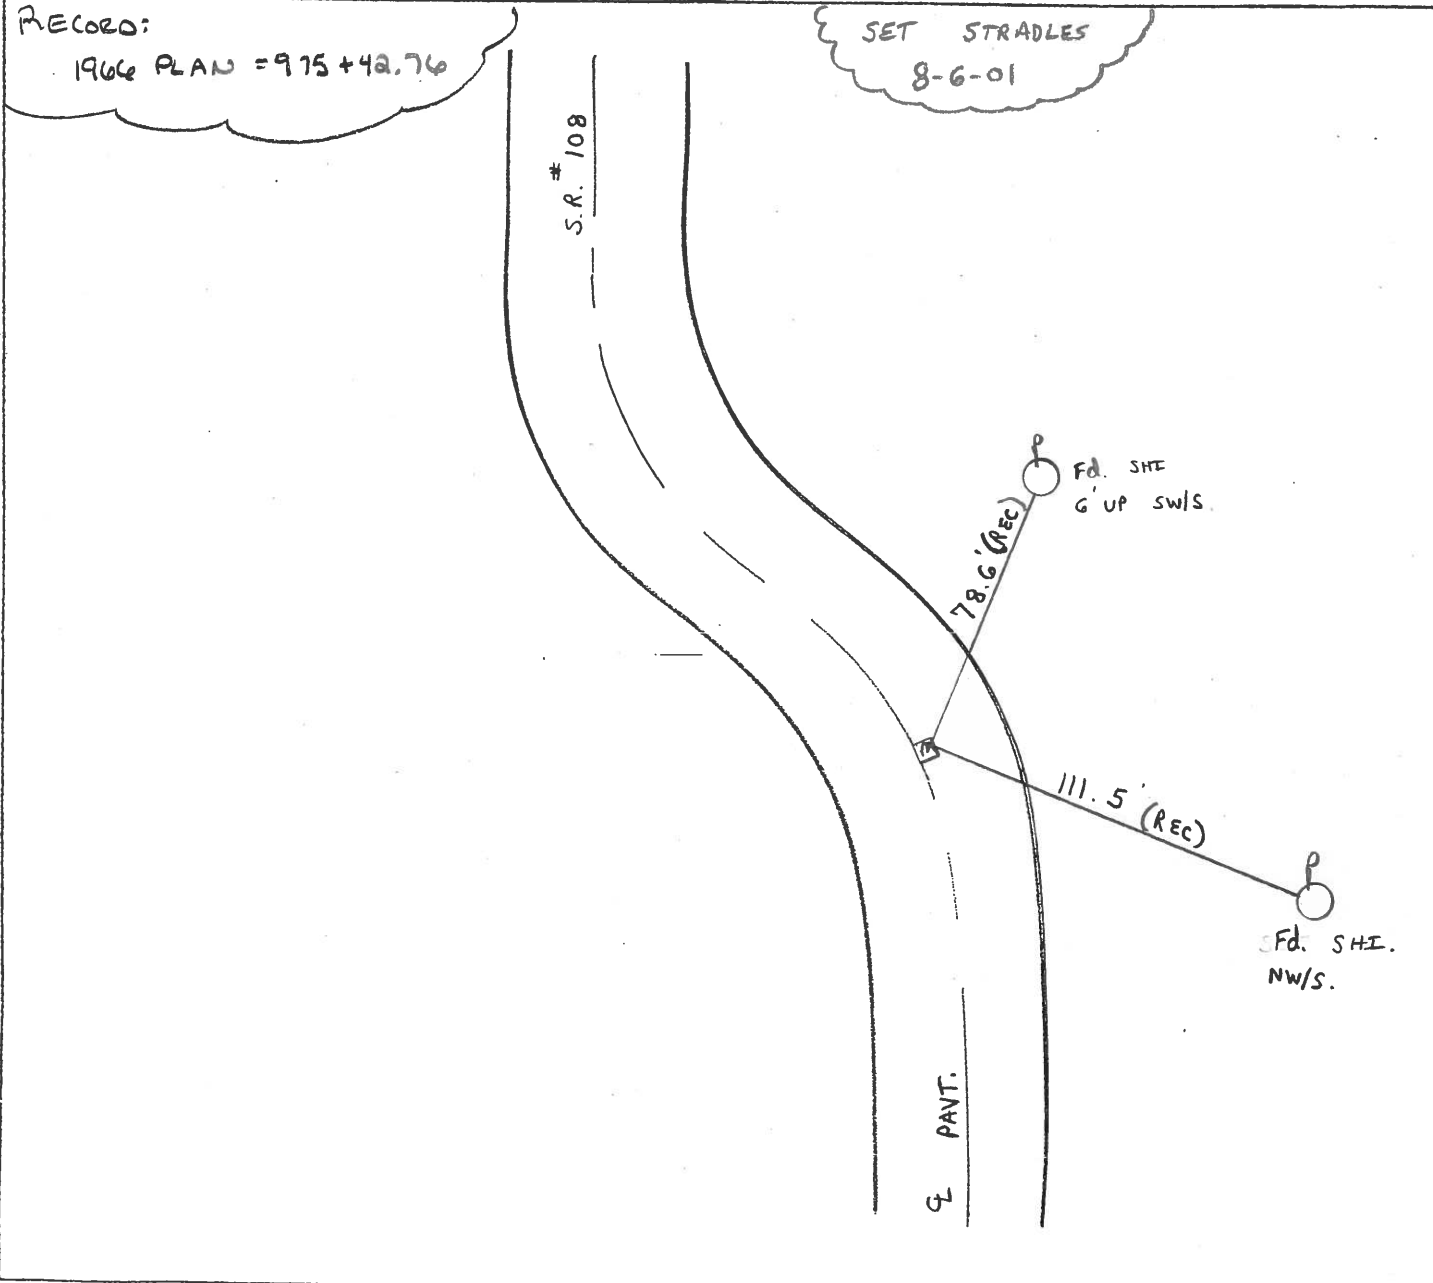 RECORD:
1966 PLAN = 975+42.76
SET STRADLES
8-6-01
S.R. # 108
P
Fd. SHI
6' UP SW/S.
78.6' (REC)
M
111.5' (REC)
P
Fd. SHI.
NW/S.
℄ PAVT.